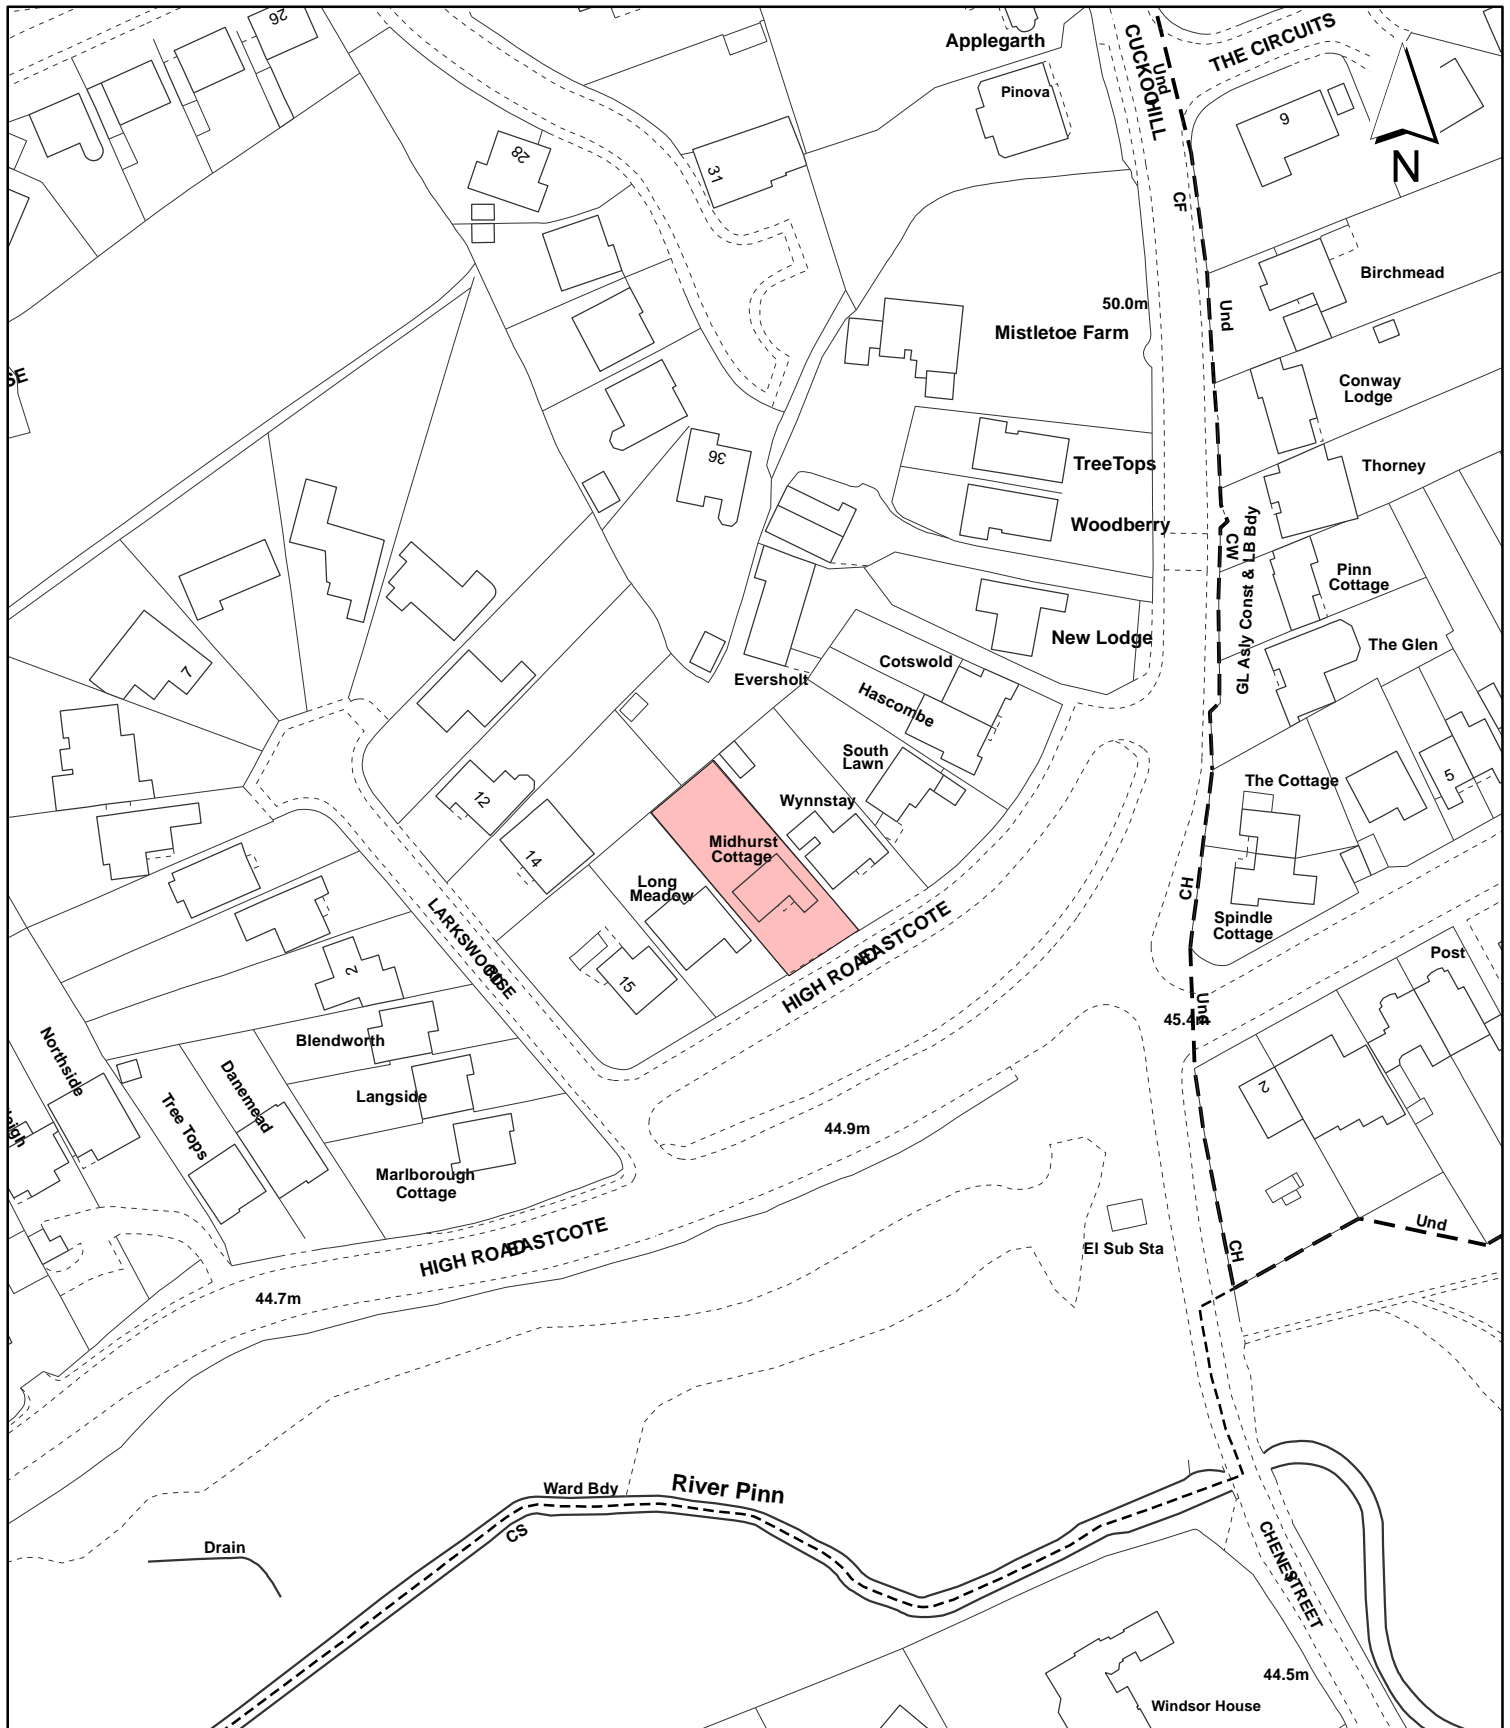 26
Applegarth
CUCKOO HILL
Und
THE CIRCUITS
Pinova
6
N
28
31
CF
Birchmead
50.0m
Und
Mistletoe Farm
Conway
Lodge
36
TreeTops
Thorney
Woodberry
CW
GL Asly Const & LB Bdy
Pinn
Cottage
New Lodge
The Glen
Cotswold
7
Eversholt
Hascombe
South
Lawn
The Cottage
5
12
Wynnstay
Midhurst
Cottage
14
Long
Meadow
CH
Spindle
Cottage
LARKSWOOD
RISE
HIGH ROAD
EASTCOTE
Post
2
15
Und
45.4m
Northside
Blendworth
Danemead
Langside
Tree Tops
2
44.9m
Marlborough
Cottage
HIGH ROAD
EASTCOTE
Und
El Sub Sta
CH
44.7m
Ward Bdy
River Pinn
CS
Drain
STREET
44.5m
Windsor House